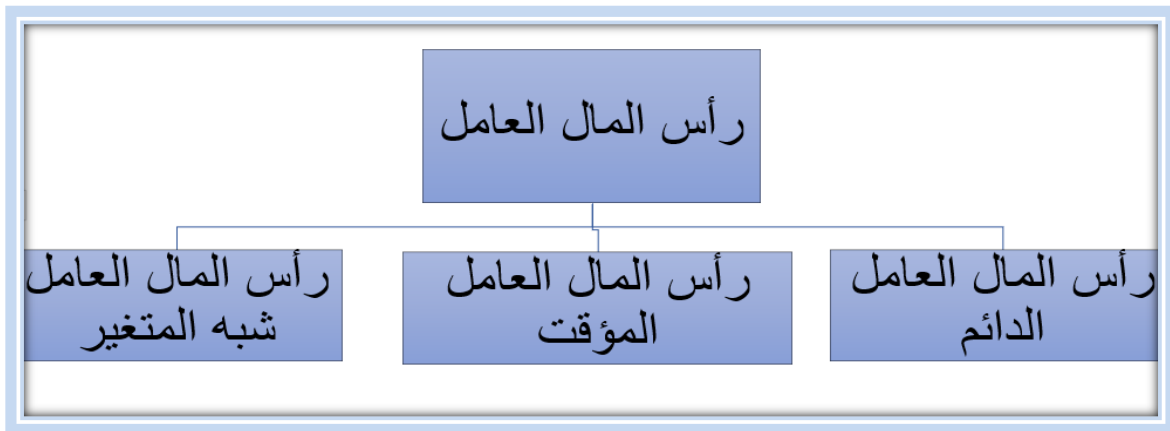 رأس المال العامل
رأس المال العامل
الدائم
رأس المال العامل
المؤقت
رأس المال العامل
شبه المتغير